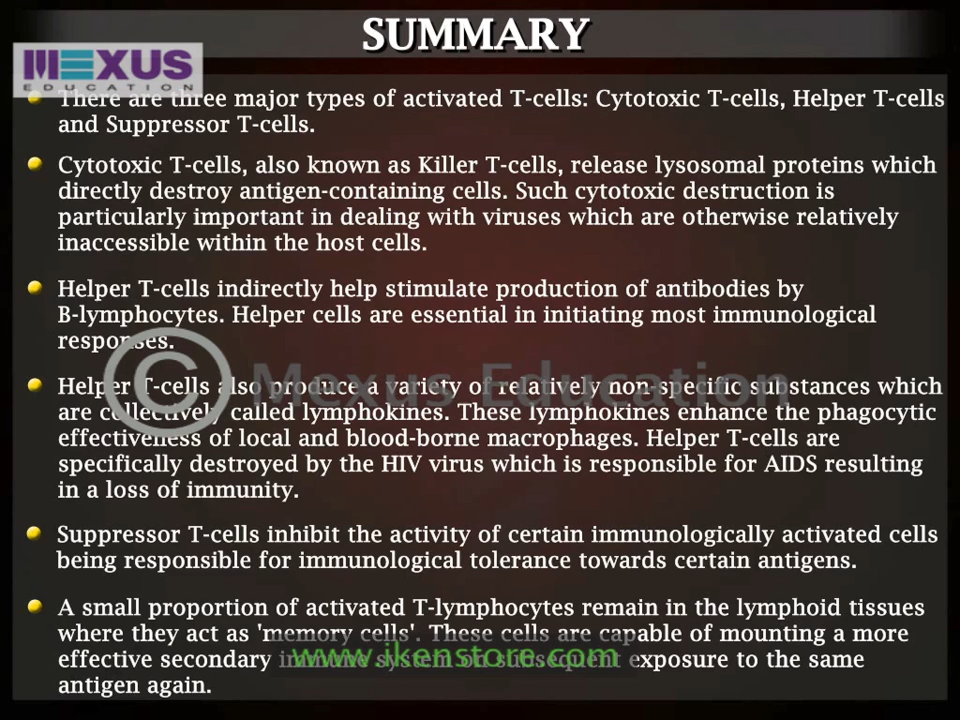 SUMMARY
MEXUS
EDUCATION
There are three major types of activated T-cells: Cytotoxic T-cells, Helper T-cells
and Suppressor T-cells.
Cytotoxic T-cells, also known as Killer T-cells, release lysosomal proteins which
directly destroy antigen-containing cells. Such cytotoxic destruction is
particularly important in dealing with viruses which are otherwise relatively
inaccessible within the host cells.
Helper T-cells indirectly help stimulate production of antibodies by
B-lymphocytes. Helper cells are essential in initiating most immunological
responses.
© Mexus Education
Helper T-cells also produce a variety of relatively non-specific substances which
are collectively called lymphokines. These lymphokines enhance the phagocytic
effectiveness of local and blood-borne macrophages. Helper T-cells are
specifically destroyed by the HIV virus which is responsible for AIDS resulting
in a loss of immunity.
Suppressor T-cells inhibit the activity of certain immunologically activated cells
being responsible for immunological tolerance towards certain antigens.
A small proportion of activated T-lymphocytes remain in the lymphoid tissues
where they act as 'memory cells'. These cells are capable of mounting a more
effective secondary immune system on subsequent exposure to the same
antigen again.
www.ikenstore.com